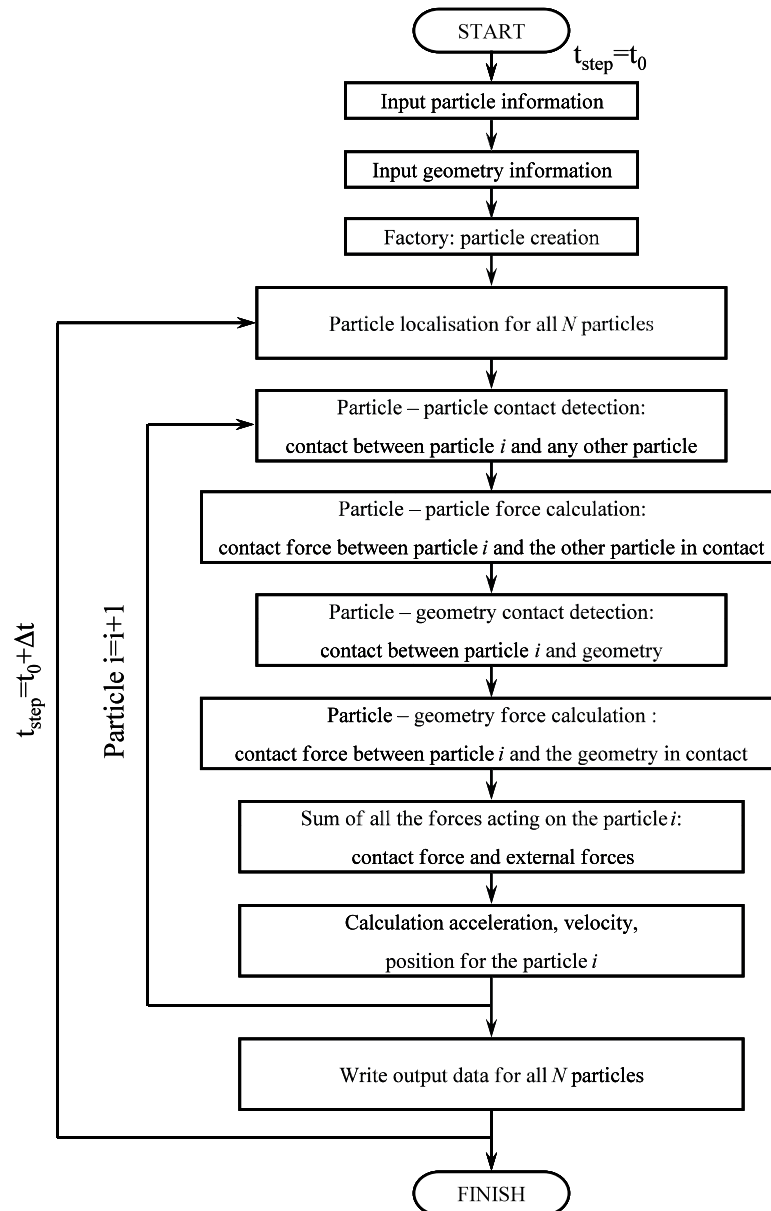 START
t_step=t_0
Input particle information
Input geometry information
Factory: particle creation
Particle localisation for all N particles
Particle – particle contact detection:
contact between particle i and any other particle
Particle – particle force calculation:
contact force between particle i and the other particle in contact
Particle – geometry contact detection:
contact between particle i and geometry
Particle – geometry force calculation :
contact force between particle i and the geometry in contact
Sum of all the forces acting on the particle i:
contact force and external forces
Calculation acceleration, velocity,
position for the particle i
Write output data for all N particles
FINISH
Particle i=i+1
t_step=t_0+Δt